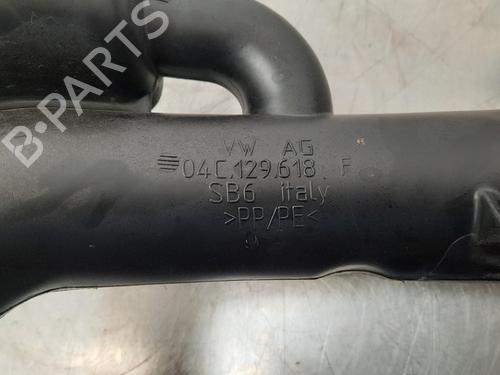 B-PARTS
VW AG
04C.129.618 F
SB6 italy
>PP/PE<